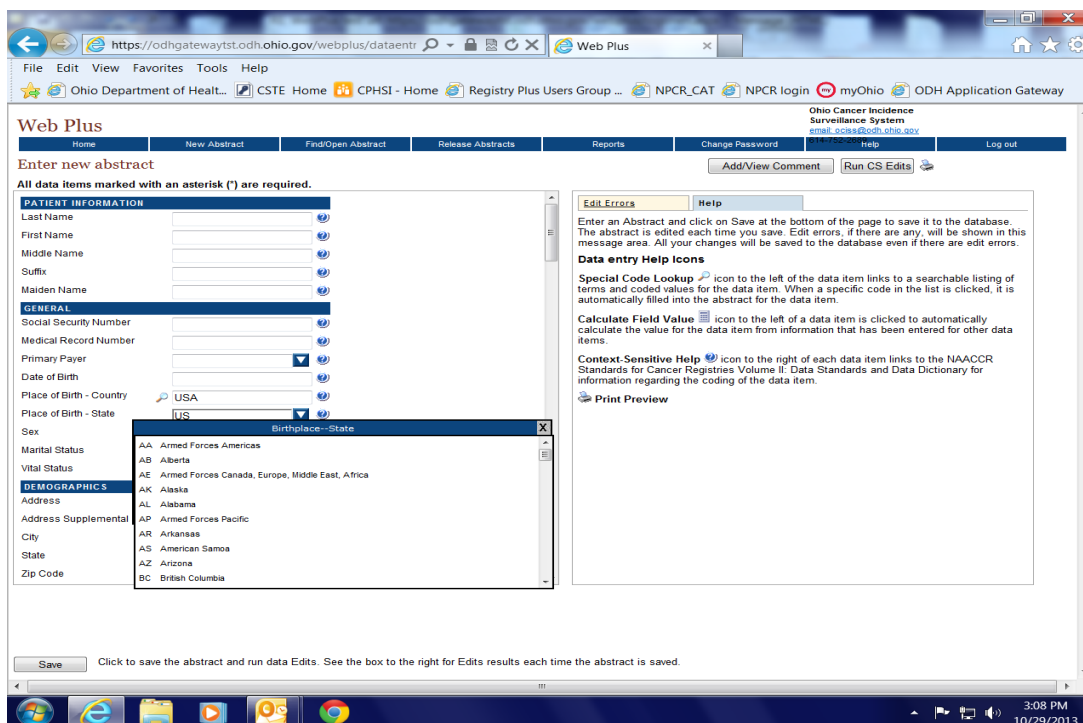 https://odhgatewaytst.odh.ohio.gov/webplus/dataentr
Web Plus
File Edit View Favorites Tools Help
Ohio Department of Healt... CSTE Home CPHSI - Home Registry Plus Users Group ... NPCR_CAT NPCR login myOhio ODH Application Gateway
Web Plus
Ohio Cancer Incidence
Surveillance System
email: ociss@odh.ohio.gov
Home New Abstract Find/Open Abstract Release Abstracts Reports Change Password Help Log out
Enter new abstract
Add/View Comment Run CS Edits
All data items marked with an asterisk (*) are required.
PATIENT INFORMATION
Last Name
First Name
Middle Name
Suffix
Maiden Name
GENERAL
Social Security Number
Medical Record Number
Primary Payer
Date of Birth
Place of Birth - Country USA
Place of Birth - State US
Sex
Marital Status
Vital Status
DEMOGRAPHICS
Address
Address Supplemental
City
State
Zip Code
Birthplace--State X
AA Armed Forces Americas
AB Alberta
AE Armed Forces Canada, Europe, Middle East, Africa
AK Alaska
AL Alabama
AP Armed Forces Pacific
AR Arkansas
AS American Samoa
AZ Arizona
BC British Columbia
Edit Errors Help
Enter an Abstract and click on Save at the bottom of the page to save it to the database.
The abstract is edited each time you save. Edit errors, if there are any, will be shown in this
message area. All your changes will be saved to the database even if there are edit errors.
Data entry Help Icons
Special Code Lookup icon to the left of the data item links to a searchable listing of
terms and coded values for the data item. When a specific code in the list is clicked, it is
automatically filled into the abstract for the data item.
Calculate Field Value icon to the left of a data item is clicked to automatically
calculate the value for the data item from information that has been entered for other data
items.
Context-Sensitive Help icon to the right of each data item links to the NAACCR
Standards for Cancer Registries Volume II: Data Standards and Data Dictionary for
information regarding the coding of the data item.
Print Preview
Save Click to save the abstract and run data Edits. See the box to the right for Edits results each time the abstract is saved.
3:08 PM
10/29/2013